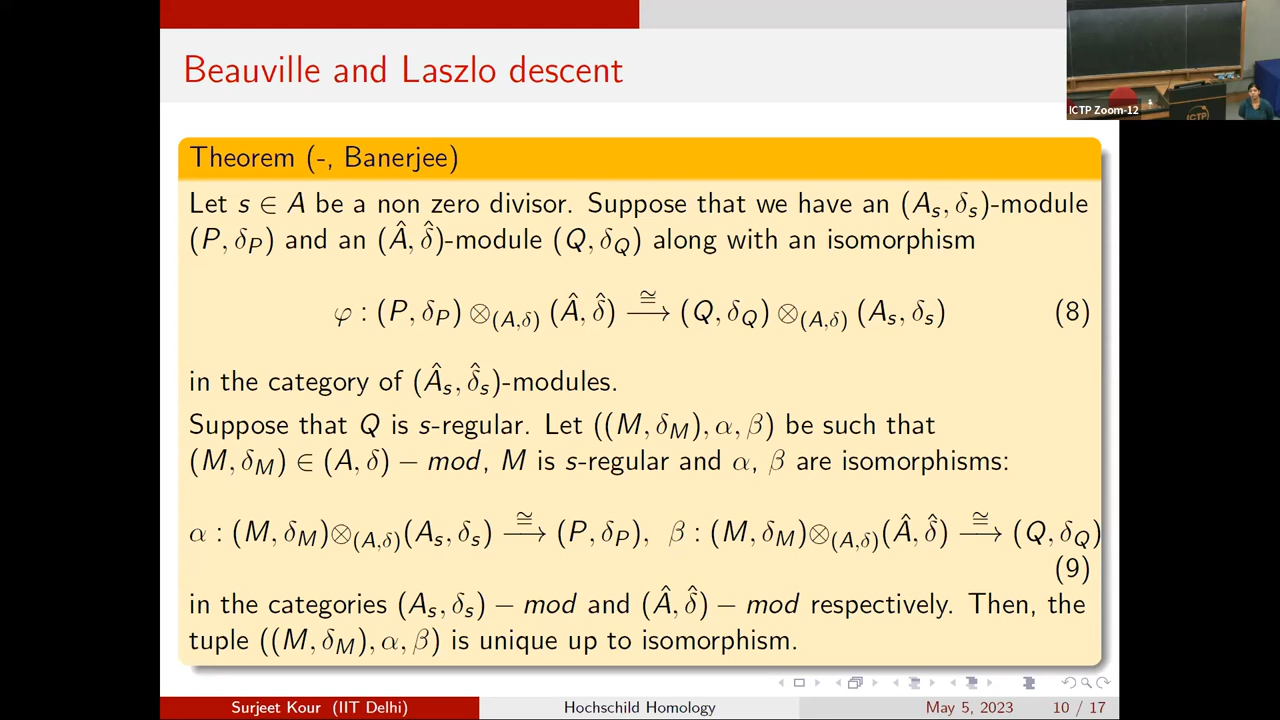 Beauville and Laszlo descent
ICTP Zoom-12
ICTP
Theorem (-, Banerjee)
Let s ∈ A be a non zero divisor. Suppose that we have an (A_s, δ_s)-module
(P, δ_P) and an (Â, δ̂)-module (Q, δ_Q) along with an isomorphism
φ : (P, δ_P) ⊗_(A,δ) (Â, δ̂) ≅⟶ (Q, δ_Q) ⊗_(A,δ) (A_s, δ_s) (8)
in the category of (Â_s, δ̂_s)-modules.
Suppose that Q is s-regular. Let ((M, δ_M), α, β) be such that
(M, δ_M) ∈ (A, δ) − mod, M is s-regular and α, β are isomorphisms:
α : (M, δ_M)⊗_(A,δ)(A_s, δ_s) ≅⟶ (P, δ_P), β : (M, δ_M)⊗_(A,δ)(Â, δ̂) ≅⟶ (Q, δ_Q)
(9)
in the categories (A_s, δ_s) − mod and (Â, δ̂) − mod respectively. Then, the
tuple ((M, δ_M), α, β) is unique up to isomorphism.
Surjeet Kour (IIT Delhi) Hochschild Homology May 5, 2023 10 / 17